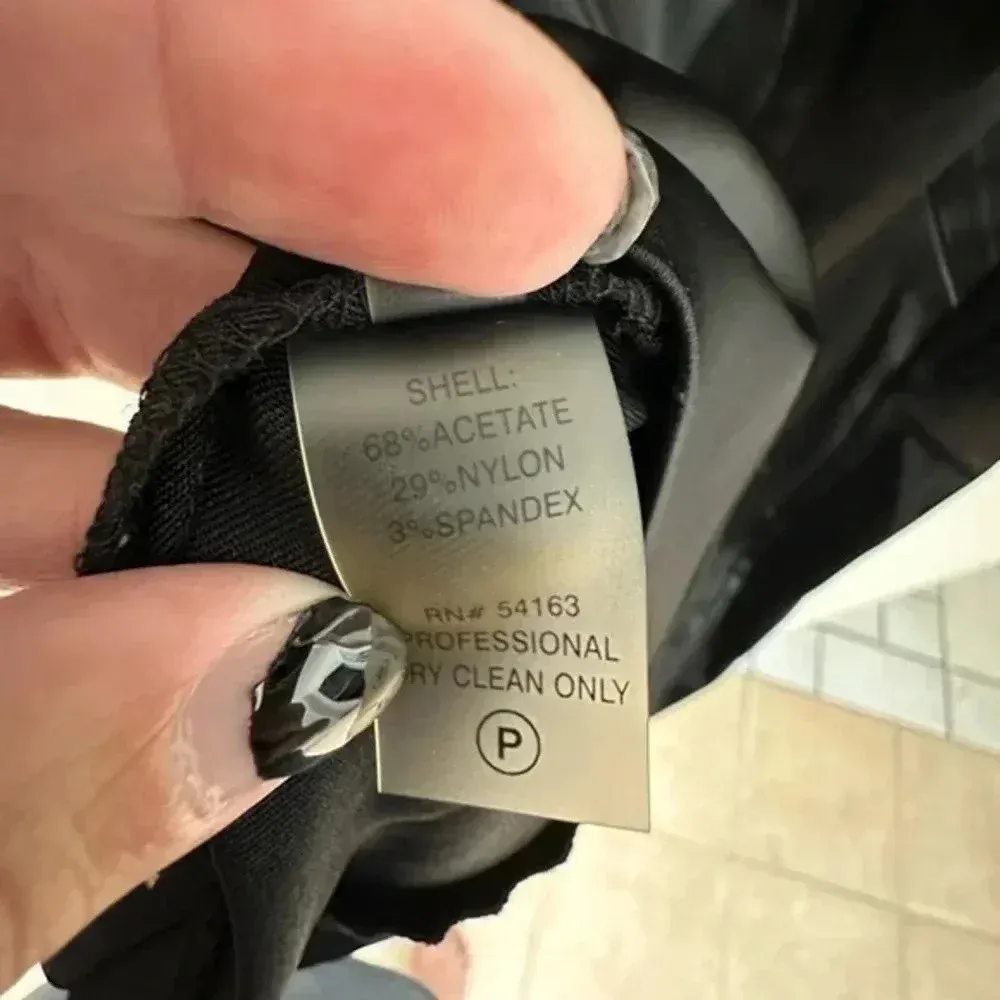 SHELL:
68%ACETATE
29%NYLON
3%SPANDEX
RN# 54163
PROFESSIONAL
DRY CLEAN ONLY
P